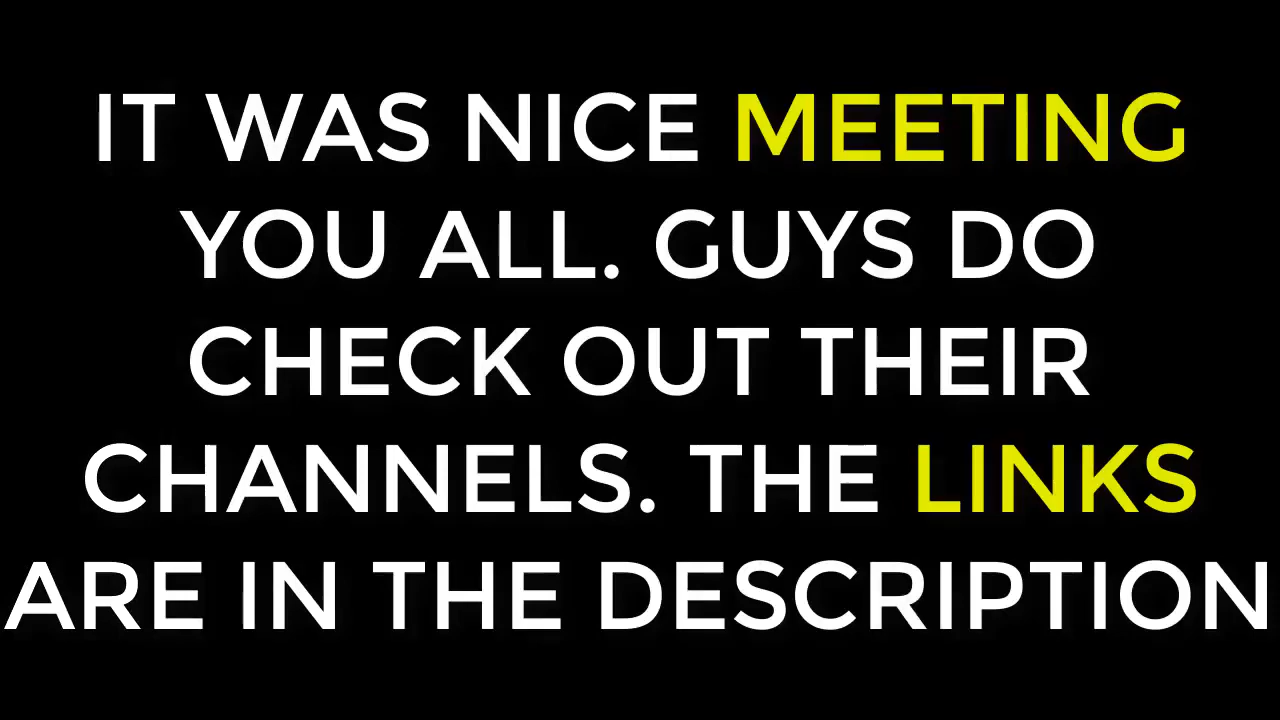 IT WAS NICE MEETING
YOU ALL. GUYS DO
CHECK OUT THEIR
CHANNELS. THE LINKS
ARE IN THE DESCRIPTION